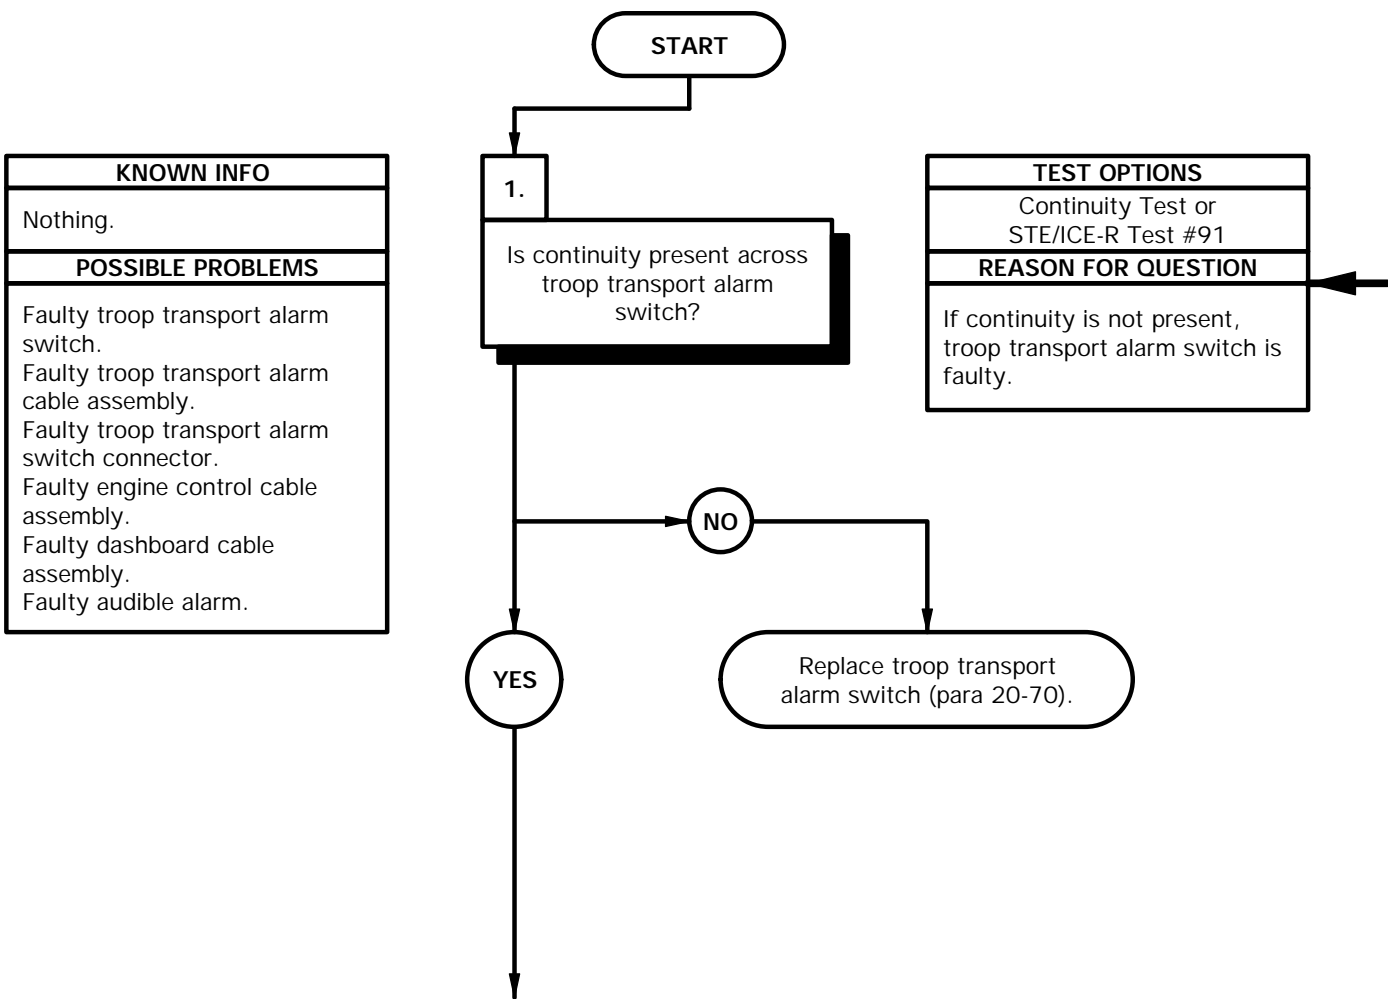 START
KNOWN INFO
Nothing.
POSSIBLE PROBLEMS
Faulty troop transport alarm
switch.
Faulty troop transport alarm
cable assembly.
Faulty troop transport alarm
switch connector.
Faulty engine control cable
assembly.
Faulty dashboard cable
assembly.
Faulty audible alarm.
1.
Is continuity present across
troop transport alarm
switch?
TEST OPTIONS
Continuity Test or
STE/ICE-R Test #91
REASON FOR QUESTION
If continuity is not present,
troop transport alarm switch is
faulty.
NO
YES
Replace troop transport
alarm switch (para 20-70).